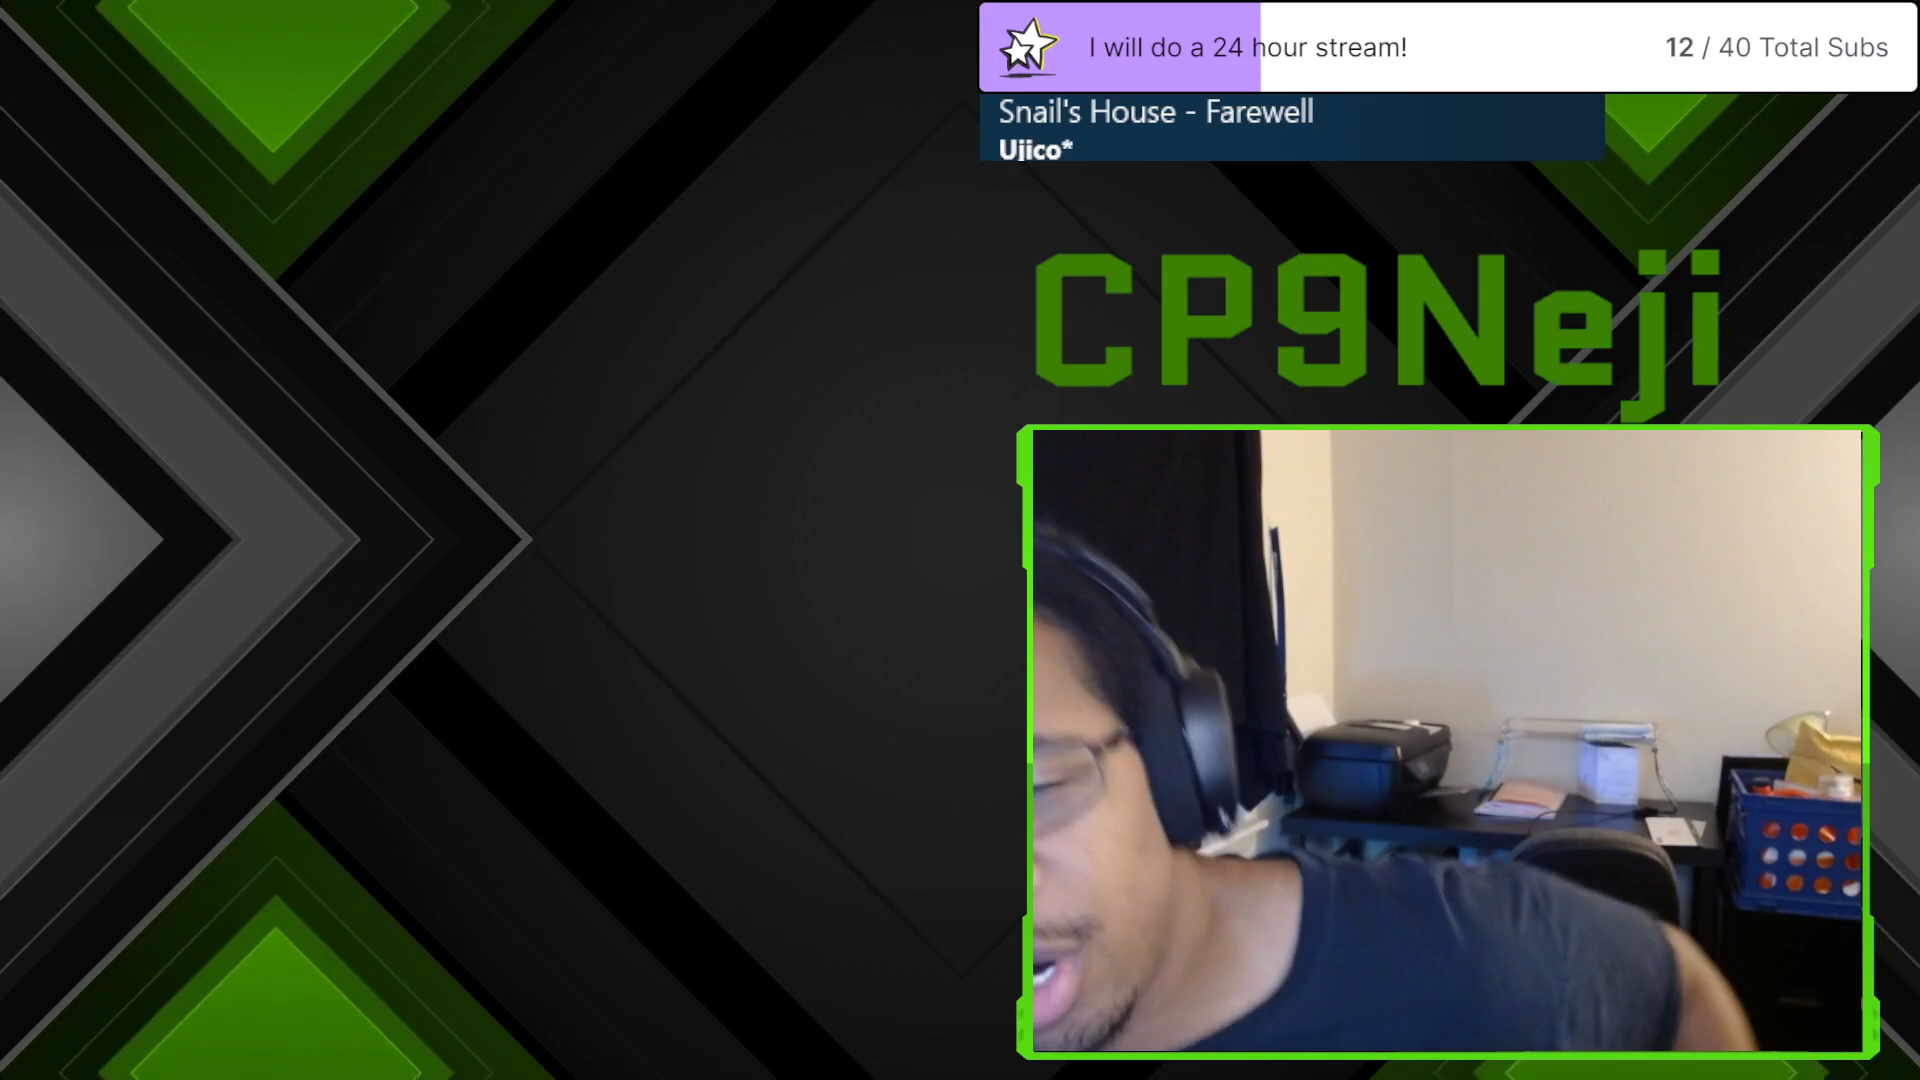 I will do a 24 hour stream!
12 / 40 Total Subs
Snail's House - Farewell
Ujico*
CP9Neji